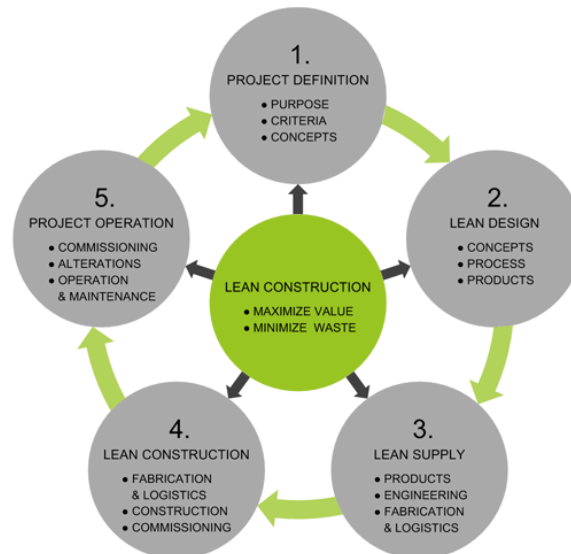 1.
PROJECT DEFINITION
● PURPOSE
● CRITERIA
● CONCEPTS
2.
LEAN DESIGN
● CONCEPTS
● PROCESS
● PRODUCTS
3.
LEAN SUPPLY
● PRODUCTS
● ENGINEERING
● FABRICATION
& LOGISTICS
4.
LEAN CONSTRUCTION
● FABRICATION
& LOGISTICS
● CONSTRUCTION
● COMMISSIONING
5.
PROJECT OPERATION
● COMMISSIONING
● ALTERATIONS
● OPERATION
& MAINTENANCE
LEAN CONSTRUCTION
● MAXIMIZE VALUE
● MINIMIZE WASTE